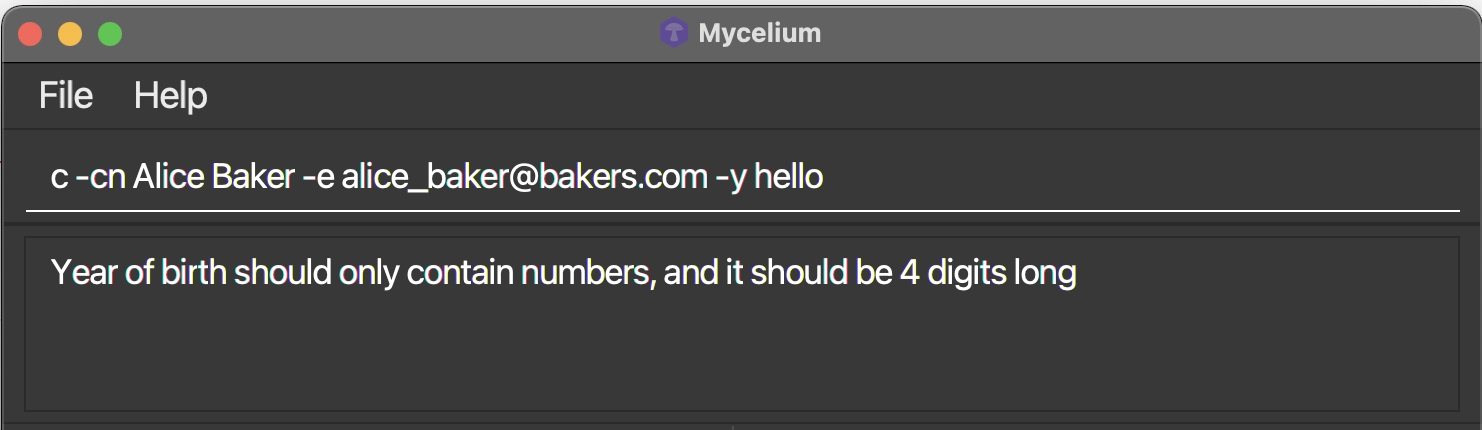 Mycelium
File Help
c -cn Alice Baker -e alice_baker@bakers.com -y hello
Year of birth should only contain numbers, and it should be 4 digits long